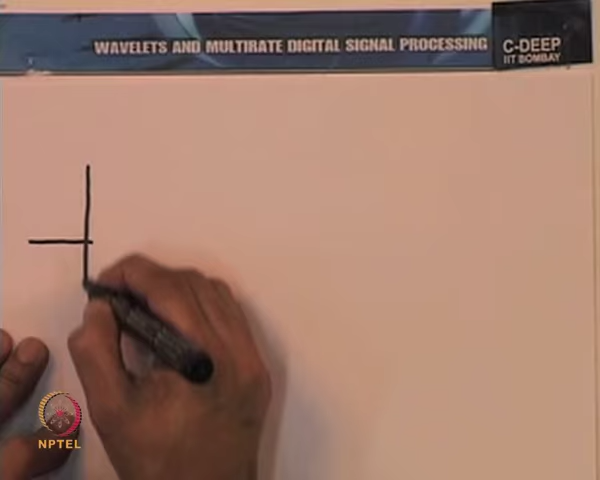 WAVELETS AND MULTIRATE DIGITAL SIGNAL PROCESSING
C-DEEP
IIT BOMBAY
NPTEL